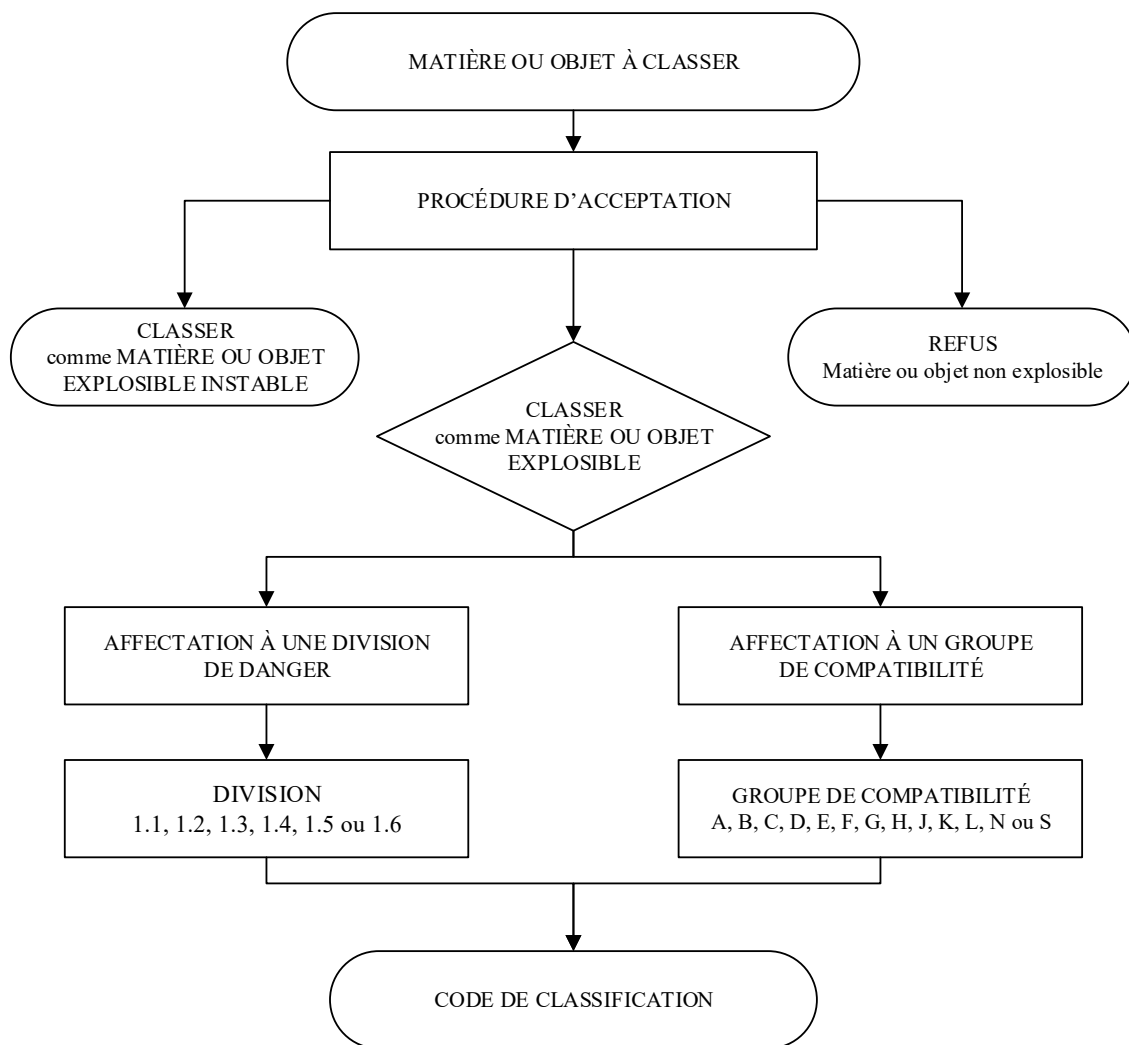 MATIÈRE OU OBJET À CLASSER
PROCÉDURE D’ACCEPTATION
CLASSER
comme MATIÈRE OU OBJET
EXPLOSIBLE INSTABLE
REFUS
Matière ou objet non explosible
CLASSER
comme MATIÈRE OU OBJET
EXPLOSIBLE
AFFECTATION À UNE DIVISION
DE DANGER
AFFECTATION À UN GROUPE
DE COMPATIBILITÉ
DIVISION
1.1, 1.2, 1.3, 1.4, 1.5 ou 1.6
GROUPE DE COMPATIBILITÉ
A, B, C, D, E, F, G, H, J, K, L, N ou S
CODE DE CLASSIFICATION